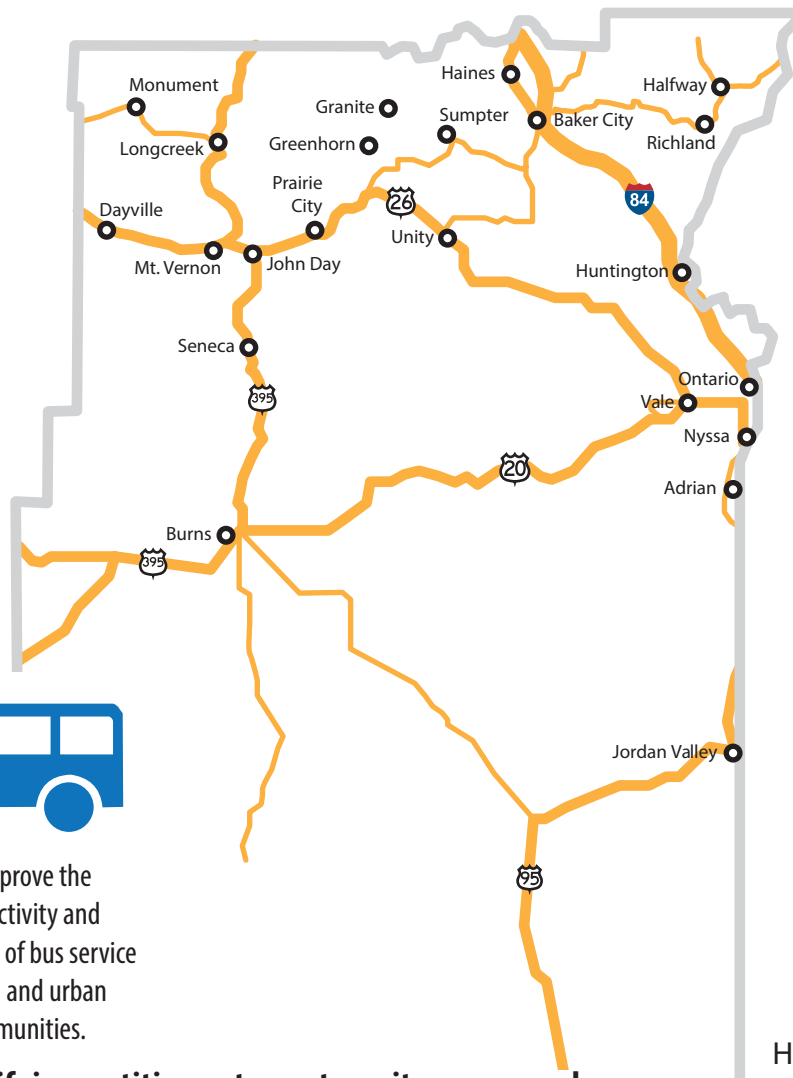 Haines
Halfway
Monument
Granite
Sumpter
Baker City
Richland
Longcreek
Greenhorn
Prairie
City
26
84
Dayville
Unity
Mt. Vernon
John Day
Huntington
Seneca
Ontario
395
Vale
Nyssa
20
Adrian
Burns
395
Jordan Valley
95
prove the
ctivity and
of bus service
and urban
munities.
H